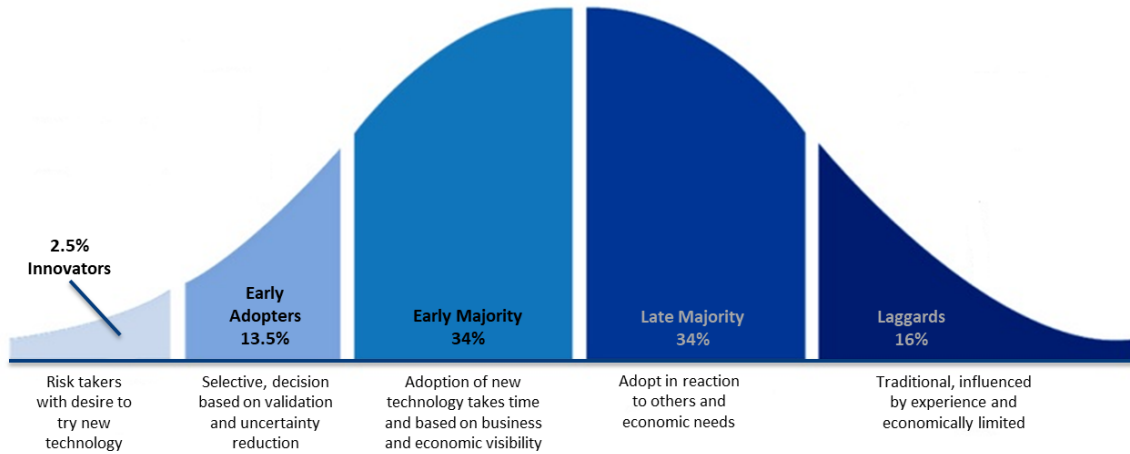 2.5%
Innovators
Early
Adopters
13.5%
Early Majority
34%
Late Majority
34%
Laggards
16%
Risk takers
with desire to
try new
technology
Selective, decision
based on validation
and uncertainty
reduction
Adoption of new
technology takes time
and based on business
and economic visibility
Adopt in reaction
to others and
economic needs
Traditional, influenced
by experience and
economically limited